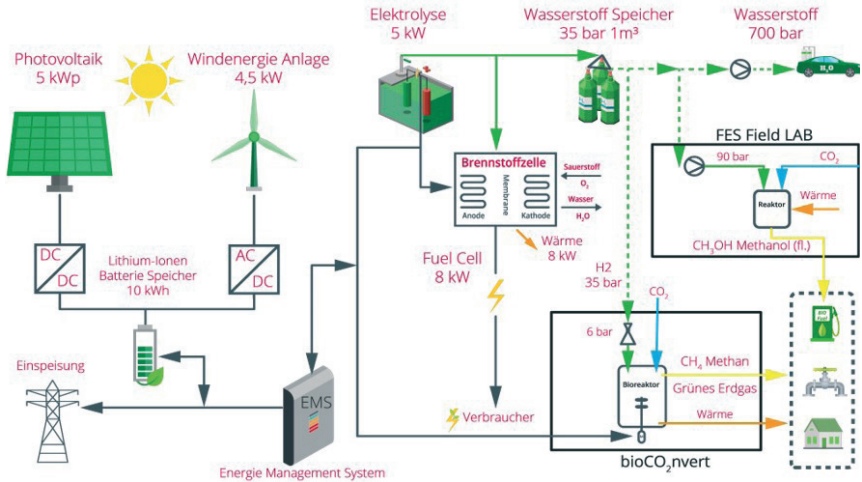 Elektrolyse
5 kW
Wasserstoff Speicher
35 bar 1m³
Wasserstoff
700 bar
Photovoltaik
5 kWp
Windenergie Anlage
4,5 kW
H₂O
FES Field LAB
90 bar
CO₂
Brennstoffzelle
Sauerstoff
O₂
Membrane
Wasser
H₂O
Anode
Kathode
Reaktor
Wärme
CH₃OH Methanol (fl.)
DC
DC
Lithium-Ionen
Batterie Speicher
10 kWh
AC
DC
Fuel Cell
8 kW
Wärme
8 kW
H2
35 bar
CO₂
BIO
Fuel
6 bar
CH₄ Methan
Einspeisung
Bioreaktor
Grünes Erdgas
EMS
Verbraucher
Wärme
bioCO₂nvert
Energie Management System